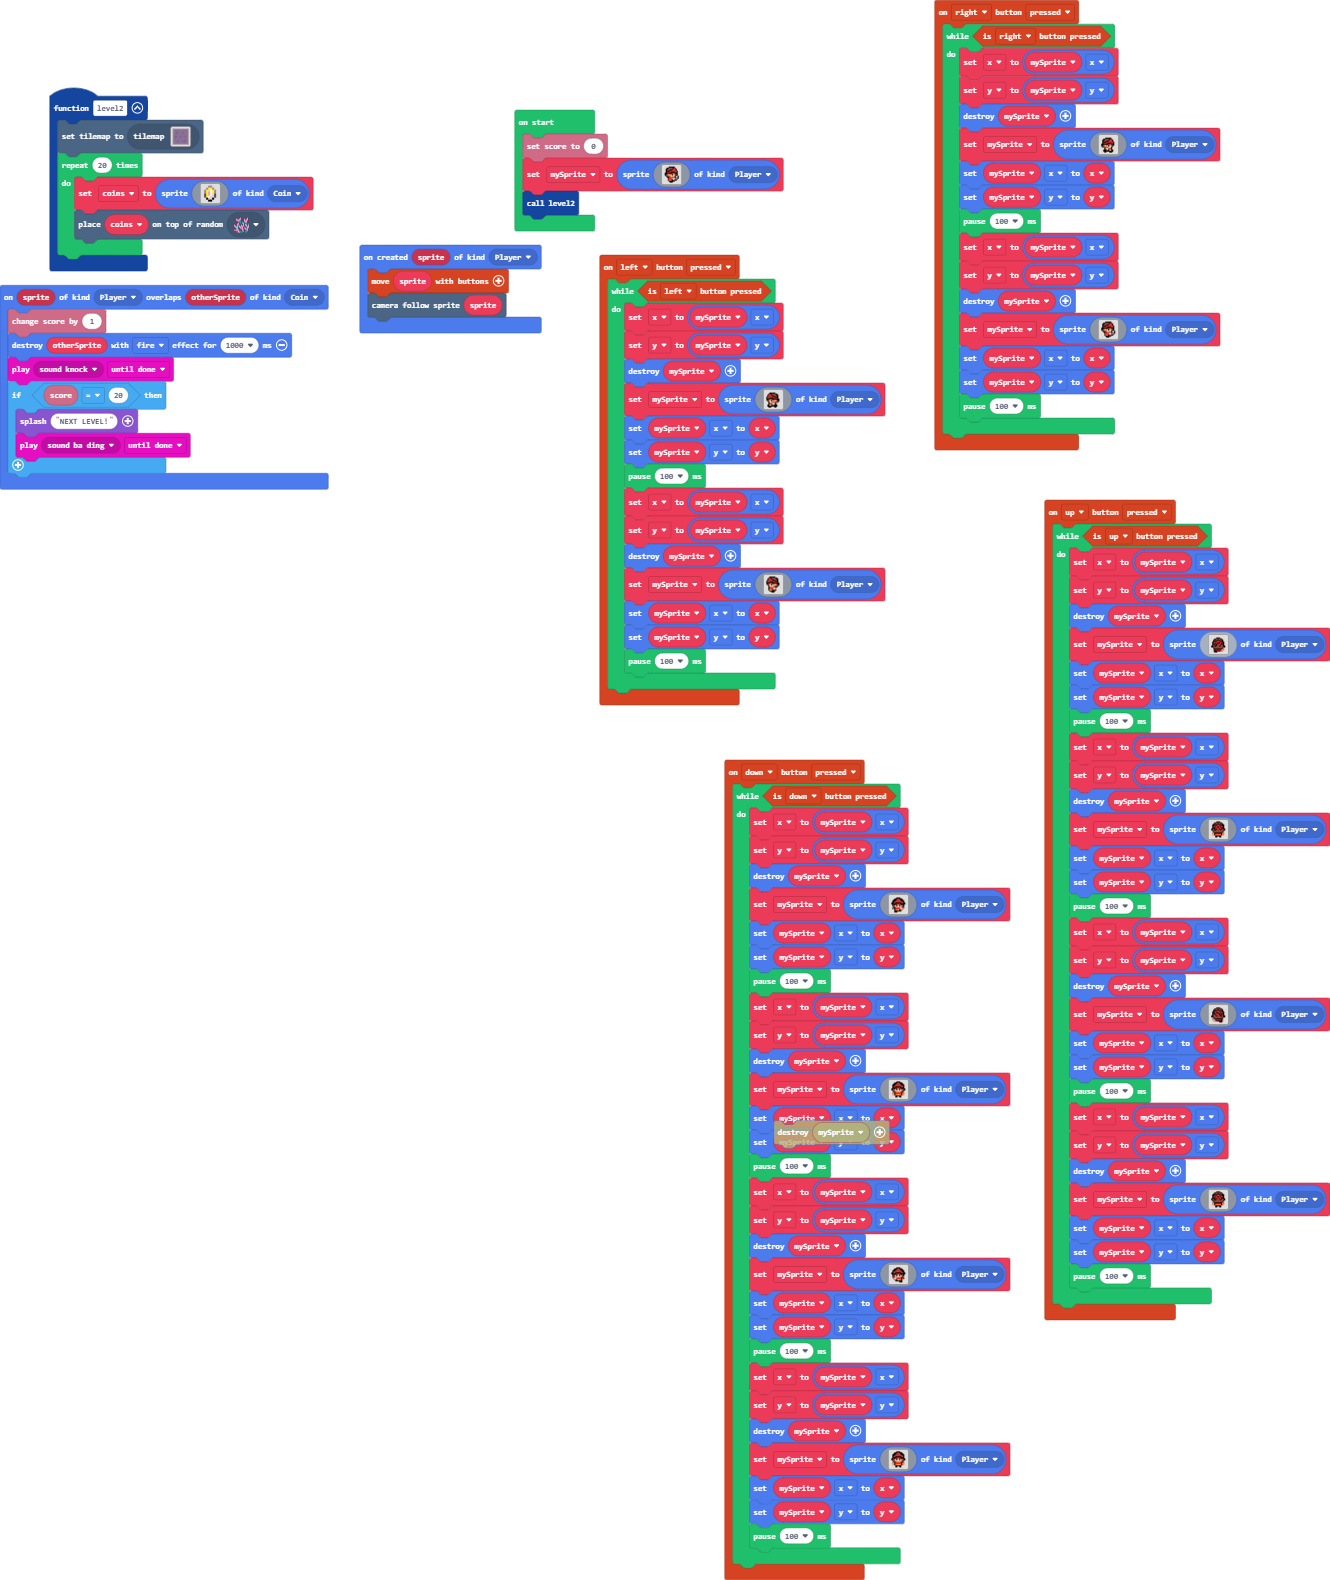 function level2
set tilemap to tilemap
repeat 20 times
do
set coins to sprite of kind Coin
place coins on top of random
on sprite of kind Player overlaps otherSprite of kind Coin
change score by 1
destroy otherSprite with fire effect for 1000 ms
play sound knock until done
if score = 20 then
splash "NEXT LEVEL!"
play sound ba ding until done
on created sprite of kind Player
move sprite with buttons
camera follow sprite sprite
on start
set score to 0
set mySprite to sprite of kind Player
call level2
on left button pressed
while is left button pressed
do
set x to mySprite x
set y to mySprite y
destroy mySprite
set mySprite to sprite of kind Player
set mySprite x to x
set mySprite y to y
pause 100 ms
set x to mySprite x
set y to mySprite y
destroy mySprite
set mySprite to sprite of kind Player
set mySprite x to x
set mySprite y to y
pause 100 ms
on right button pressed
while is right button pressed
do
set x to mySprite x
set y to mySprite y
destroy mySprite
set mySprite to sprite of kind Player
set mySprite x to x
set mySprite y to y
pause 100 ms
set x to mySprite x
set y to mySprite y
destroy mySprite
set mySprite to sprite of kind Player
set mySprite x to x
set mySprite y to y
pause 100 ms
on down button pressed
while is down button pressed
do
set x to mySprite x
set y to mySprite y
destroy mySprite
set mySprite to sprite of kind Player
set mySprite x to x
set mySprite y to y
pause 100 ms
set x to mySprite x
set y to mySprite y
destroy mySprite
set mySprite to sprite of kind Player
set mySprite x to x
destroy mySprite
set mySprite y to y
pause 100 ms
set x to mySprite x
set y to mySprite y
destroy mySprite
set mySprite to sprite of kind Player
set mySprite x to x
set mySprite y to y
pause 100 ms
set x to mySprite x
set y to mySprite y
destroy mySprite
set mySprite to sprite of kind Player
set mySprite x to x
set mySprite y to y
pause 100 ms
on up button pressed
while is up button pressed
do
set x to mySprite x
set y to mySprite y
destroy mySprite
set mySprite to sprite of kind Player
set mySprite x to x
set mySprite y to y
pause 100 ms
set x to mySprite x
set y to mySprite y
destroy mySprite
set mySprite to sprite of kind Player
set mySprite x to x
set mySprite y to y
pause 100 ms
set x to mySprite x
set y to mySprite y
destroy mySprite
set mySprite to sprite of kind Player
set mySprite x to x
set mySprite y to y
pause 100 ms
set x to mySprite x
set y to mySprite y
destroy mySprite
set mySprite to sprite of kind Player
set mySprite x to x
set mySprite y to y
pause 100 ms